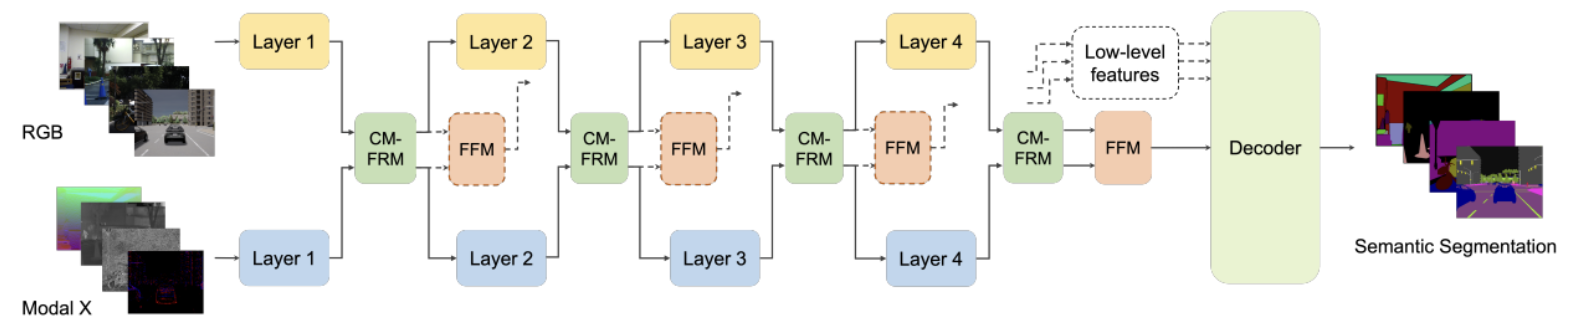 RGB
Modal X
Layer 1
Layer 1
CM-
FRM
Layer 2
FFM
Layer 2
CM-
FRM
Layer 3
FFM
Layer 3
CM-
FRM
Layer 4
FFM
Layer 4
CM-
FRM
Low-level
features
FFM
Decoder
Semantic Segmentation